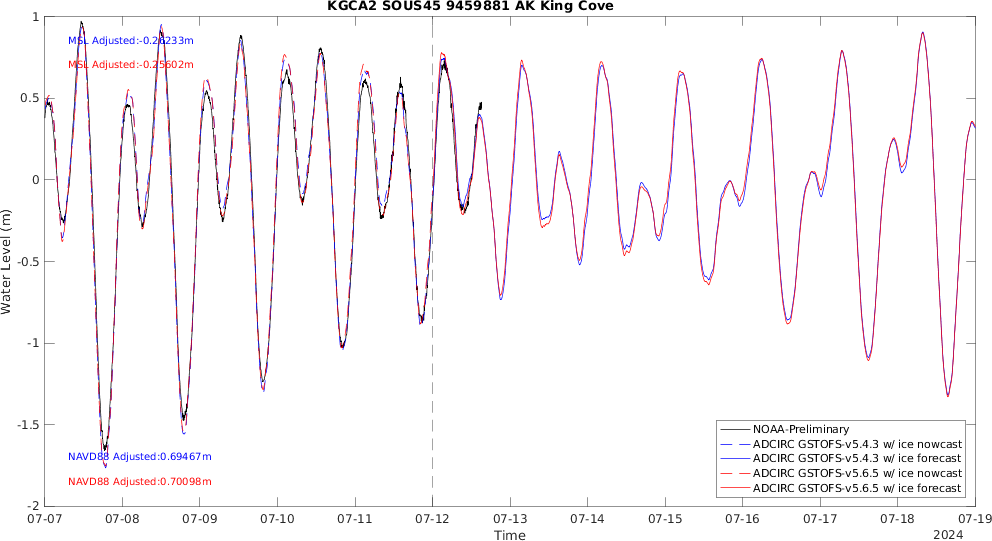 KGCA2 SOUS45 9459881 AK King Cove
MSL Adjusted:-0.26233m
MSL Adjusted:-0.25602m
NAVD88 Adjusted:0.69467m
NAVD88 Adjusted:0.70098m
Water Level (m)
1
0.5
0
-0.5
-1
-1.5
-2
NOAA-Preliminary
ADCIRC GSTOFS-v5.4.3 w/ ice nowcast
ADCIRC GSTOFS-v5.4.3 w/ ice forecast
ADCIRC GSTOFS-v5.6.5 w/ ice nowcast
ADCIRC GSTOFS-v5.6.5 w/ ice forecast
07-07 07-08 07-09 07-10 07-11 07-12 07-13 07-14 07-15 07-16 07-17 07-18 07-19
Time
2024